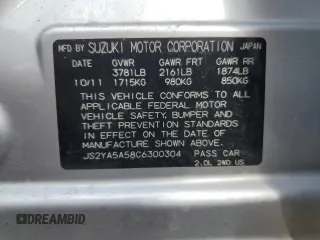 MFD BY SUZUKI MOTOR CORPORATION JAPAN
DATE GVWR GAWR FRT GAWR RR
3781LB 2161LB 1874LB
10/11 1715KG 980KG 850KG
THIS VEHICLE CONFORMS TO ALL
APPLICABLE FEDERAL MOTOR
VEHICLE SAFETY, BUMPER AND
THEFT PREVENTION STANDARDS
IN EFFECT ON THE DATE OF
MANUFACTURE SHOWN ABOVE.
JS2YA5A58C6300304 PASS CAR
2.0L 2WD US
DREAMBID